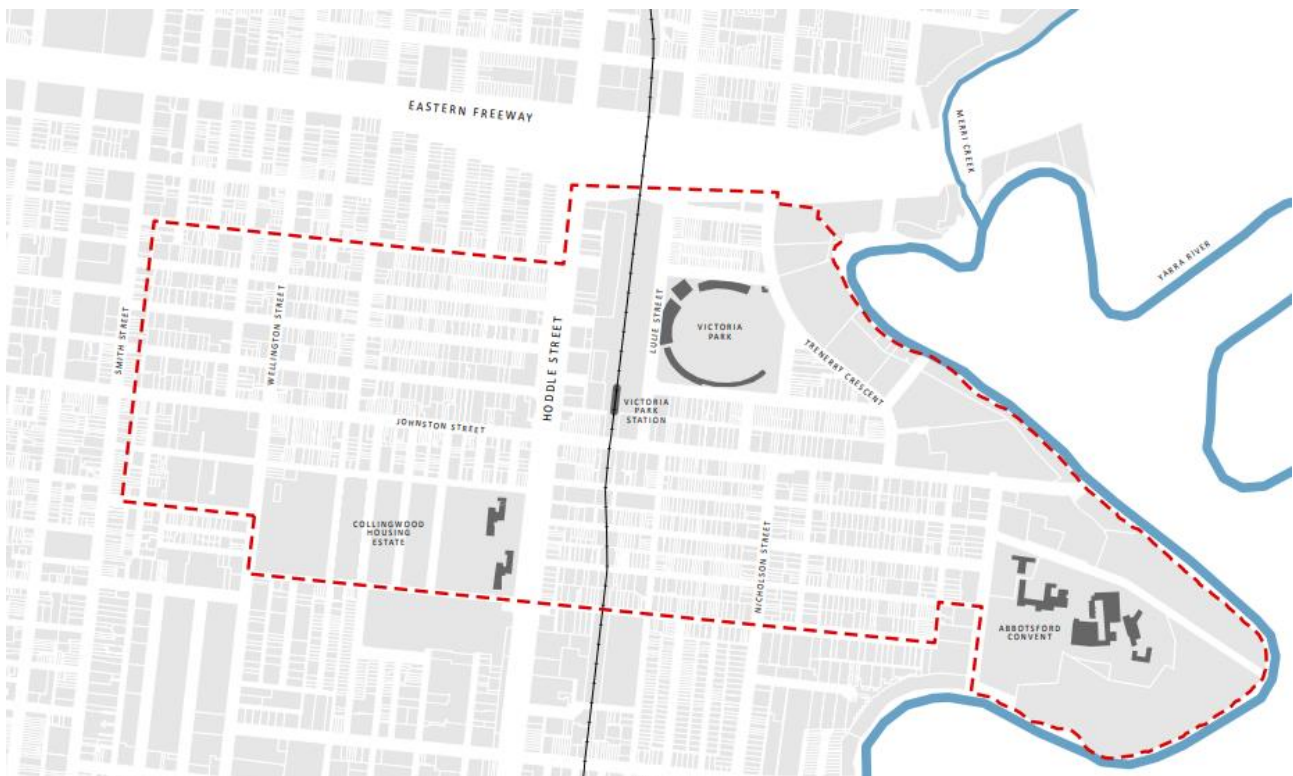 EASTERN FREEWAY
MERRI CREEK
YARRA RIVER
SMITH STREET
WELLINGTON STREET
HODDLE STREET
LULIE STREET
VICTORIA
PARK
TRENERRY CRESCENT
VICTORIA
PARK
STATION
JOHNSTON STREET
COLLINGWOOD
HOUSING
ESTATE
NICHOLSON STREET
ABBOTSFORD
CONVENT